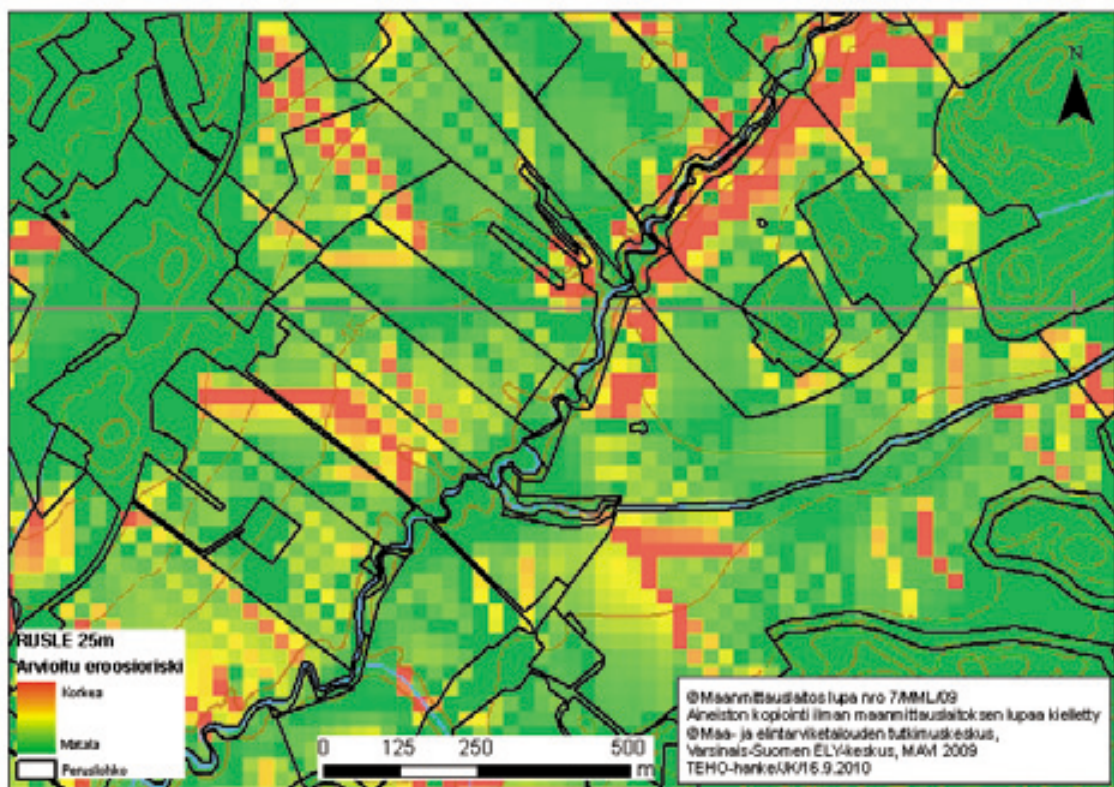 N
RUSLE 25m
Arvioitu eroosioriski
Korkea
Matala
Peruslohko
0 125 250 500
m
©Maanmittauslaitos lupa nro 7/MML/09
Aineiston kopiointi ilman maanmittauslaitoksen lupaa kielletty
©Maa- ja elintarviketalouden tutkimuskeskus,
Varsinais-Suomen ELY-keskus, MAVI 2009
TEHO-hanke/JK/16.9.2010